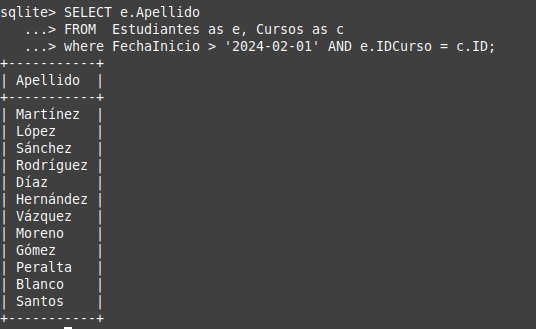 sqlite> SELECT e.Apellido
   ...> FROM  Estudiantes as e, Cursos as c
   ...> where FechaInicio > '2024-02-01' AND e.IDCurso = c.ID;
+-----------+
| Apellido  |
+-----------+
| Martínez  |
| López     |
| Sánchez   |
| Rodríguez |
| Díaz      |
| Hernández |
| Vázquez   |
| Moreno    |
| Gómez     |
| Peralta   |
| Blanco    |
| Santos    |
+-----------+